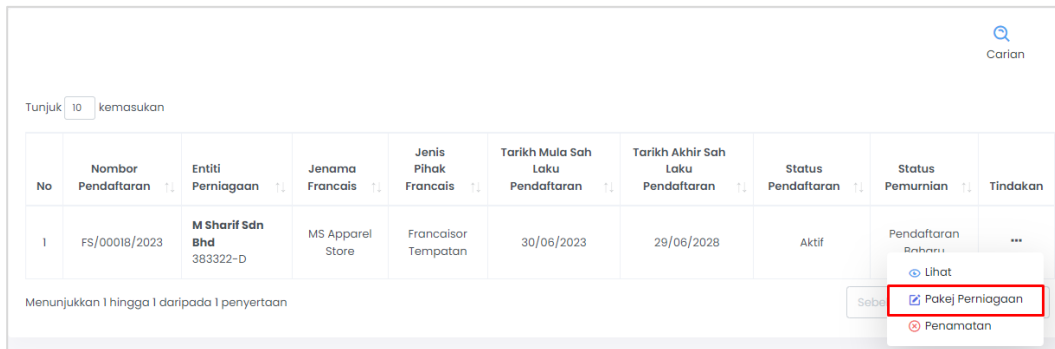 Carian
Tunjuk 10 kemasukan
No
Nombor
Pendaftaran
Entiti
Perniagaan
Jenama
Francais
Jenis
Pihak
Francais
Tarikh Mula Sah
Laku
Pendaftaran
Tarikh Akhir Sah
Laku
Pendaftaran
Status
Pendaftaran
Status
Pemurnian
Tindakan
1
FS/00018/2023
M Sharif Sdn
Bhd
383322-D
MS Apparel
Store
Francaisor
Tempatan
30/06/2023
29/06/2028
Aktif
Pendaftaran
Baharu
...
Lihat
Pakej Perniagaan
Penamatan
Menunjukkan 1 hingga 1 daripada 1 penyertaan